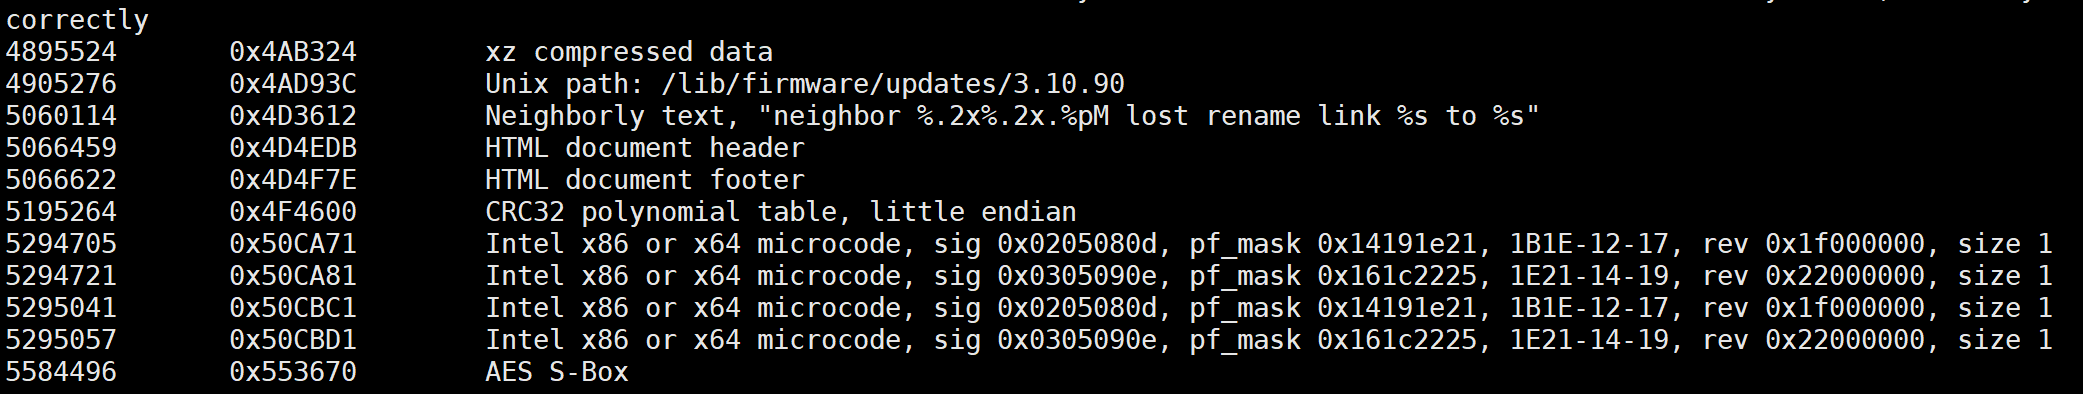 correctly
4895524       0x4AB324        xz compressed data
4905276       0x4AD93C        Unix path: /lib/firmware/updates/3.10.90
5060114       0x4D3612        Neighborly text, "neighbor %.2x%.2x.%pM lost rename link %s to %s"
5066459       0x4D4EDB        HTML document header
5066622       0x4D4F7E        HTML document footer
5195264       0x4F4600        CRC32 polynomial table, little endian
5294705       0x50CA71        Intel x86 or x64 microcode, sig 0x0205080d, pf_mask 0x14191e21, 1B1E-12-17, rev 0x1f000000, size 1
5294721       0x50CA81        Intel x86 or x64 microcode, sig 0x0305090e, pf_mask 0x161c2225, 1E21-14-19, rev 0x22000000, size 1
5295041       0x50CBC1        Intel x86 or x64 microcode, sig 0x0205080d, pf_mask 0x14191e21, 1B1E-12-17, rev 0x1f000000, size 1
5295057       0x50CBD1        Intel x86 or x64 microcode, sig 0x0305090e, pf_mask 0x161c2225, 1E21-14-19, rev 0x22000000, size 1
5584496       0x553670        AES S-Box